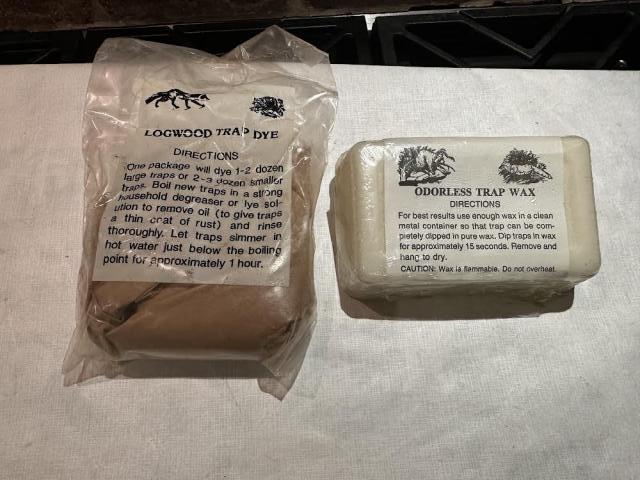 LOGWOOD TRAP DYE
DIRECTIONS
One package will dye 1-2 dozen
large traps or 2-3 dozen smaller
traps. Boil new traps in a strong
household degreaser or lye sol-
ution to remove oil (to give traps
a thin coat of rust) and rinse
thoroughly. Let traps simmer in
hot water just below the boiling
point for approximately 1 hour.
ODORLESS TRAP WAX
DIRECTIONS
For best results use enough wax in a clean
metal container so that trap can be com-
pletely dipped in pure wax. Dip traps in wax
for approximately 15 seconds. Remove and
hang to dry.
CAUTION: Wax is flammable. Do not overheat.